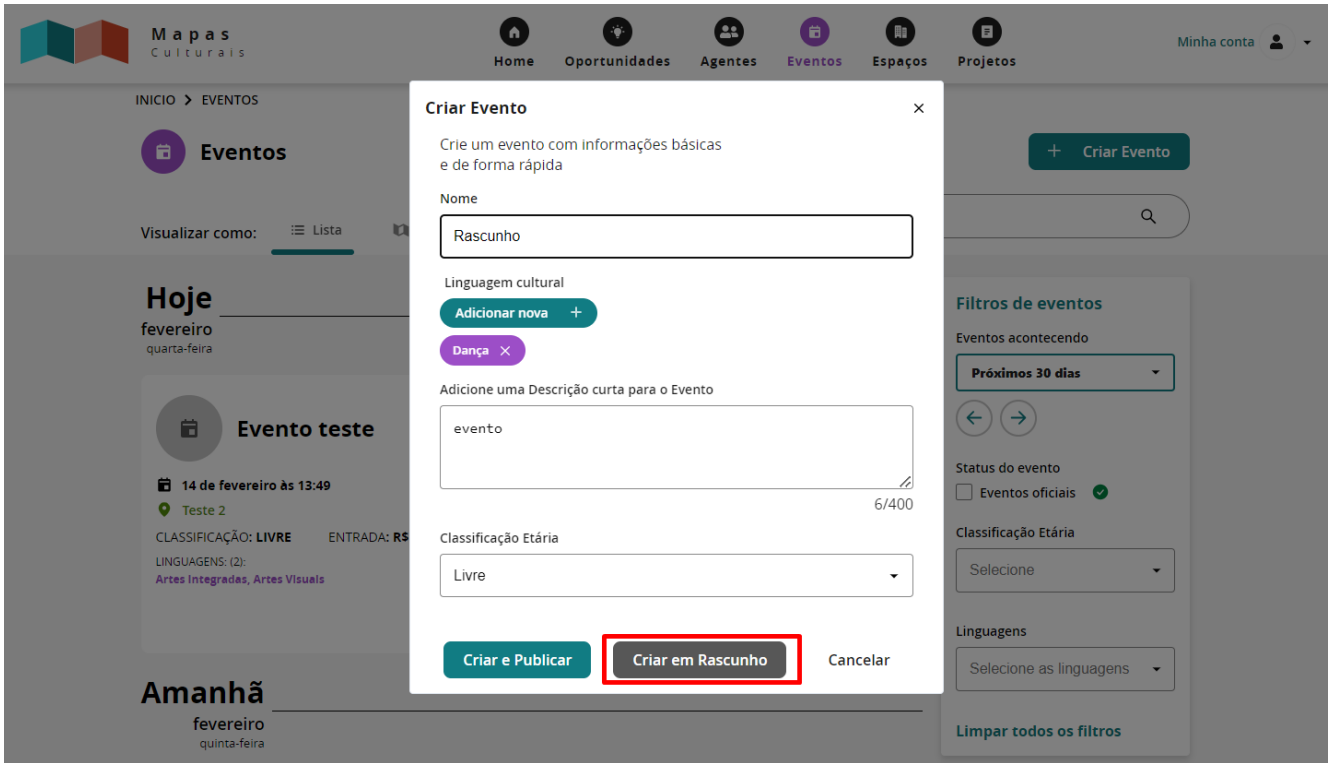 Mapas
Culturais
Home
Oportunidades
Agentes
Eventos
Espaços
Projetos
Minha conta
INICIO > EVENTOS
Eventos
+ Criar Evento
Visualizar como:
Lista
Criar Evento
×
Crie um evento com informações básicas
e de forma rápida
Nome
Rascunho
Linguagem cultural
Adicionar nova +
Dança ×
Adicione uma Descrição curta para o Evento
evento
6/400
Classificação Etária
Livre
Criar e Publicar
Criar em Rascunho
Cancelar
Hoje
fevereiro
quarta-feira
Evento teste
14 de fevereiro às 13:49
Teste 2
CLASSIFICAÇÃO: LIVRE ENTRADA: R$
LINGUAGENS: (2):
Artes Integradas, Artes Visuais
Amanhã
fevereiro
quinta-feira
Filtros de eventos
Eventos acontecendo
Próximos 30 dias
Status do evento
Eventos oficiais
Classificação Etária
Selecione
Linguagens
Selecione as linguagens
Limpar todos os filtros